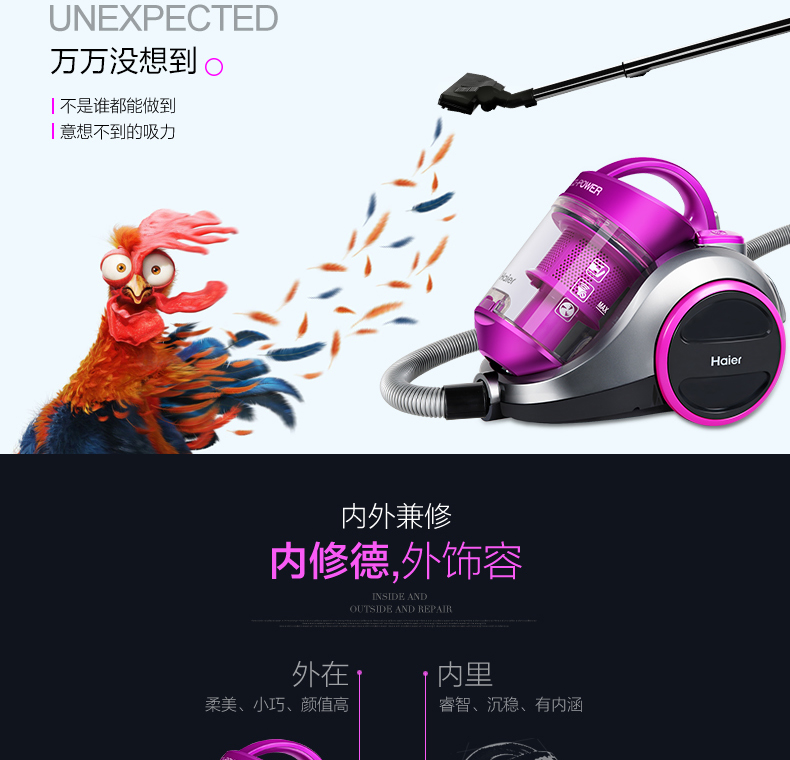 UNEXPECTED
万万没想到
不是谁都能做到
意想不到的吸力
-POWER
Haier
MAX
Haier
内外兼修
内修德,外饰容
INSIDE AND
OUTSIDE AND REPAIR
外在
柔美、小巧、颜值高
内里
睿智、沉稳、有内涵